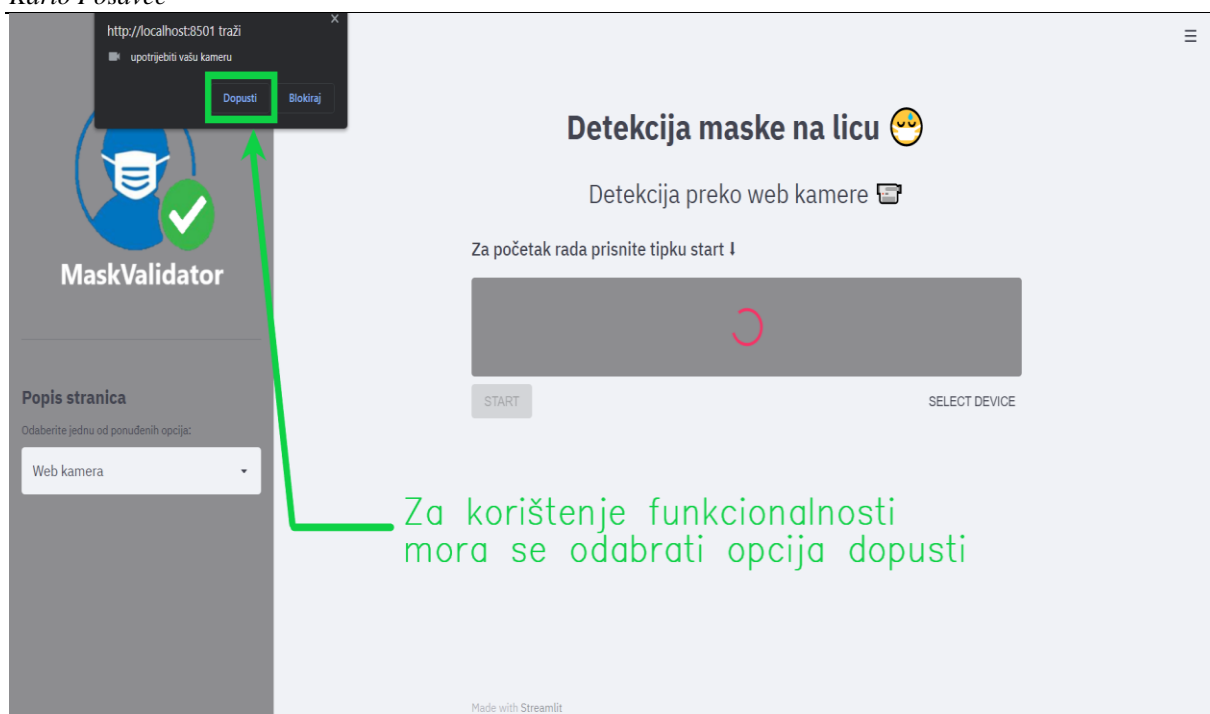 Karlo Posavec
http://localhost:8501 traži
X
upotrijebiti vašu kameru
Dopusti
Blokiraj
MaskValidator
Popis stranica
Odaberite jednu od ponuđenih opcija:
Web kamera
Detekcija maske na licu
Detekcija preko web kamere
Za početak rada prisnite tipku start
START
SELECT DEVICE
Za korištenje funkcionalnosti
mora se odabrati opcija dopusti
Made with Streamlit